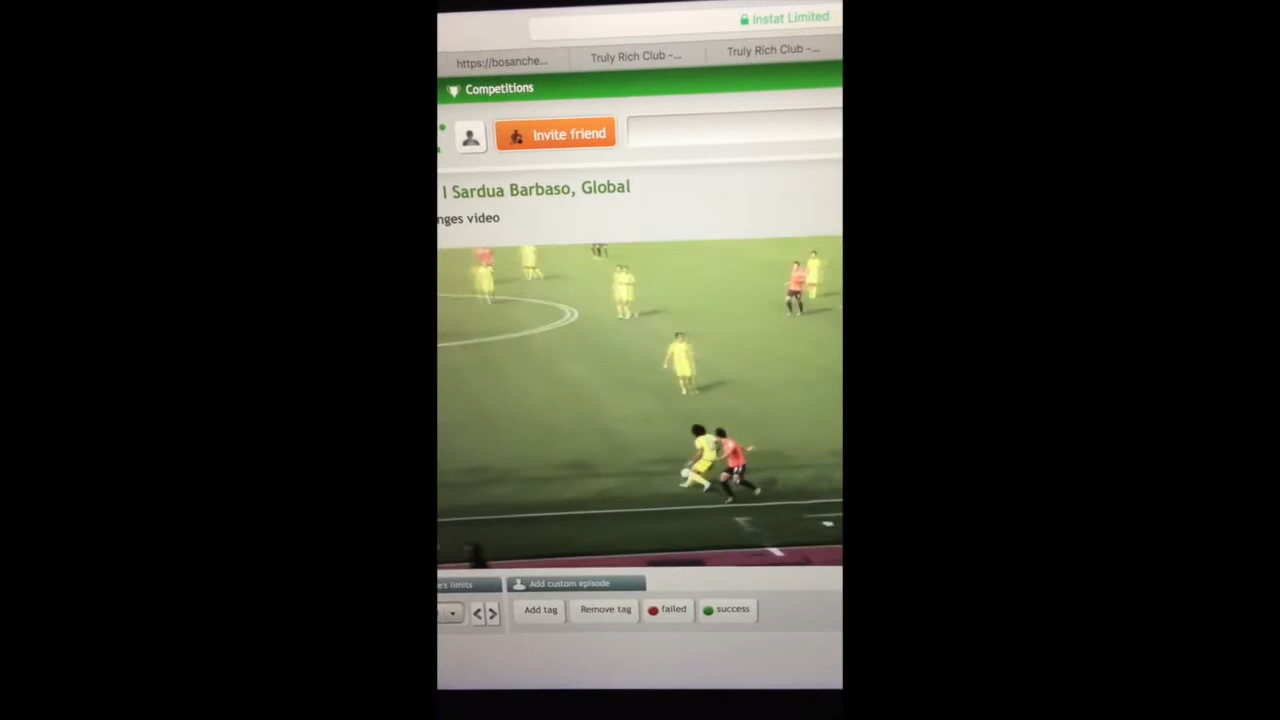 Instat Limited
https://bosanche...
Truly Rich Club -...
Truly Rich Club -...
Competitions
Invite friend
l Sardua Barbaso, Global
nges video
e's limits
Add custom episode
Add tag
Remove tag
failed
success